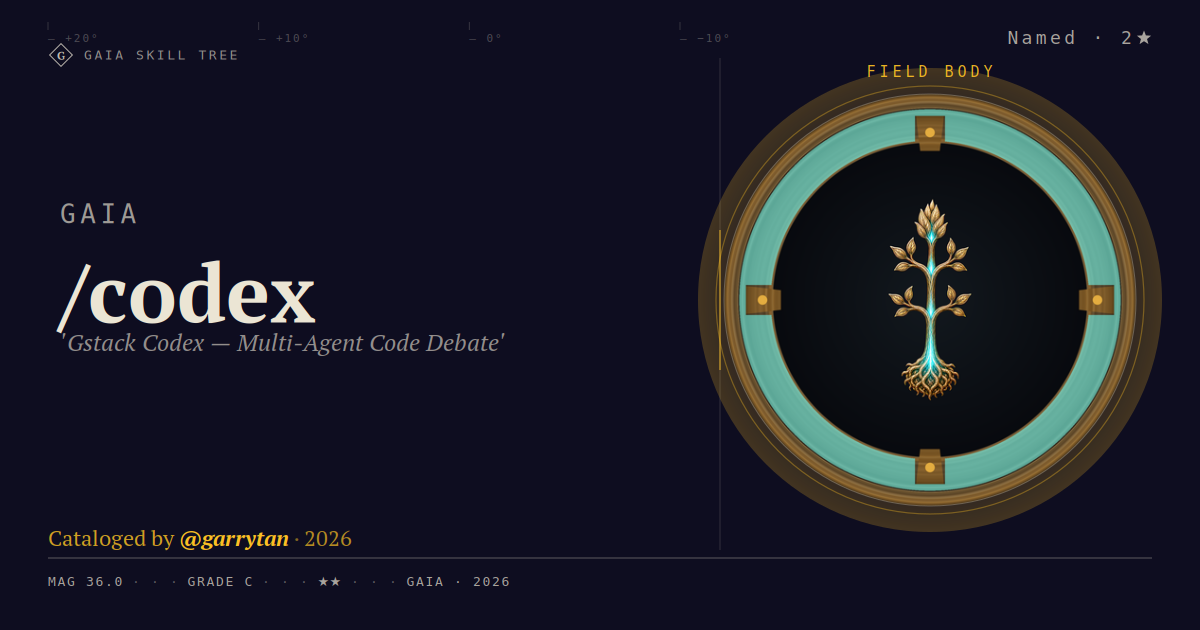 — +20°
— +10°
— 0°
— −10°
Named · 2★
G GAIA SKILL TREE
FIELD BODY
GAIA
/codex
'Gstack Codex — Multi-Agent Code Debate'
Cataloged by @garrytan · 2026
MAG 36.0 · · · GRADE C · · · ★★ · · · GAIA · 2026